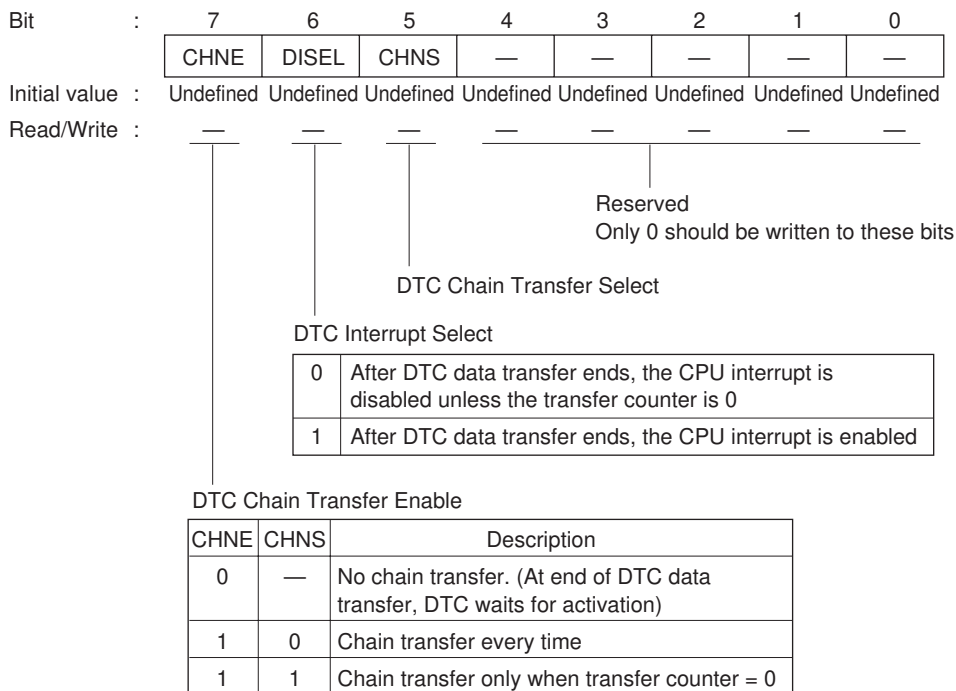 Bit : 7 6 5 4 3 2 1 0
CHNE DISEL CHNS — — — — —
Initial value : Undefined Undefined Undefined Undefined Undefined Undefined Undefined Undefined
Read/Write : — — — — — — — —
Reserved
Only 0 should be written to these bits
DTC Chain Transfer Select
DTC Interrupt Select
0 After DTC data transfer ends, the CPU interrupt is
disabled unless the transfer counter is 0
1 After DTC data transfer ends, the CPU interrupt is enabled
DTC Chain Transfer Enable
CHNE CHNS Description
0 — No chain transfer. (At end of DTC data
transfer, DTC waits for activation)
1 0 Chain transfer every time
1 1 Chain transfer only when transfer counter = 0